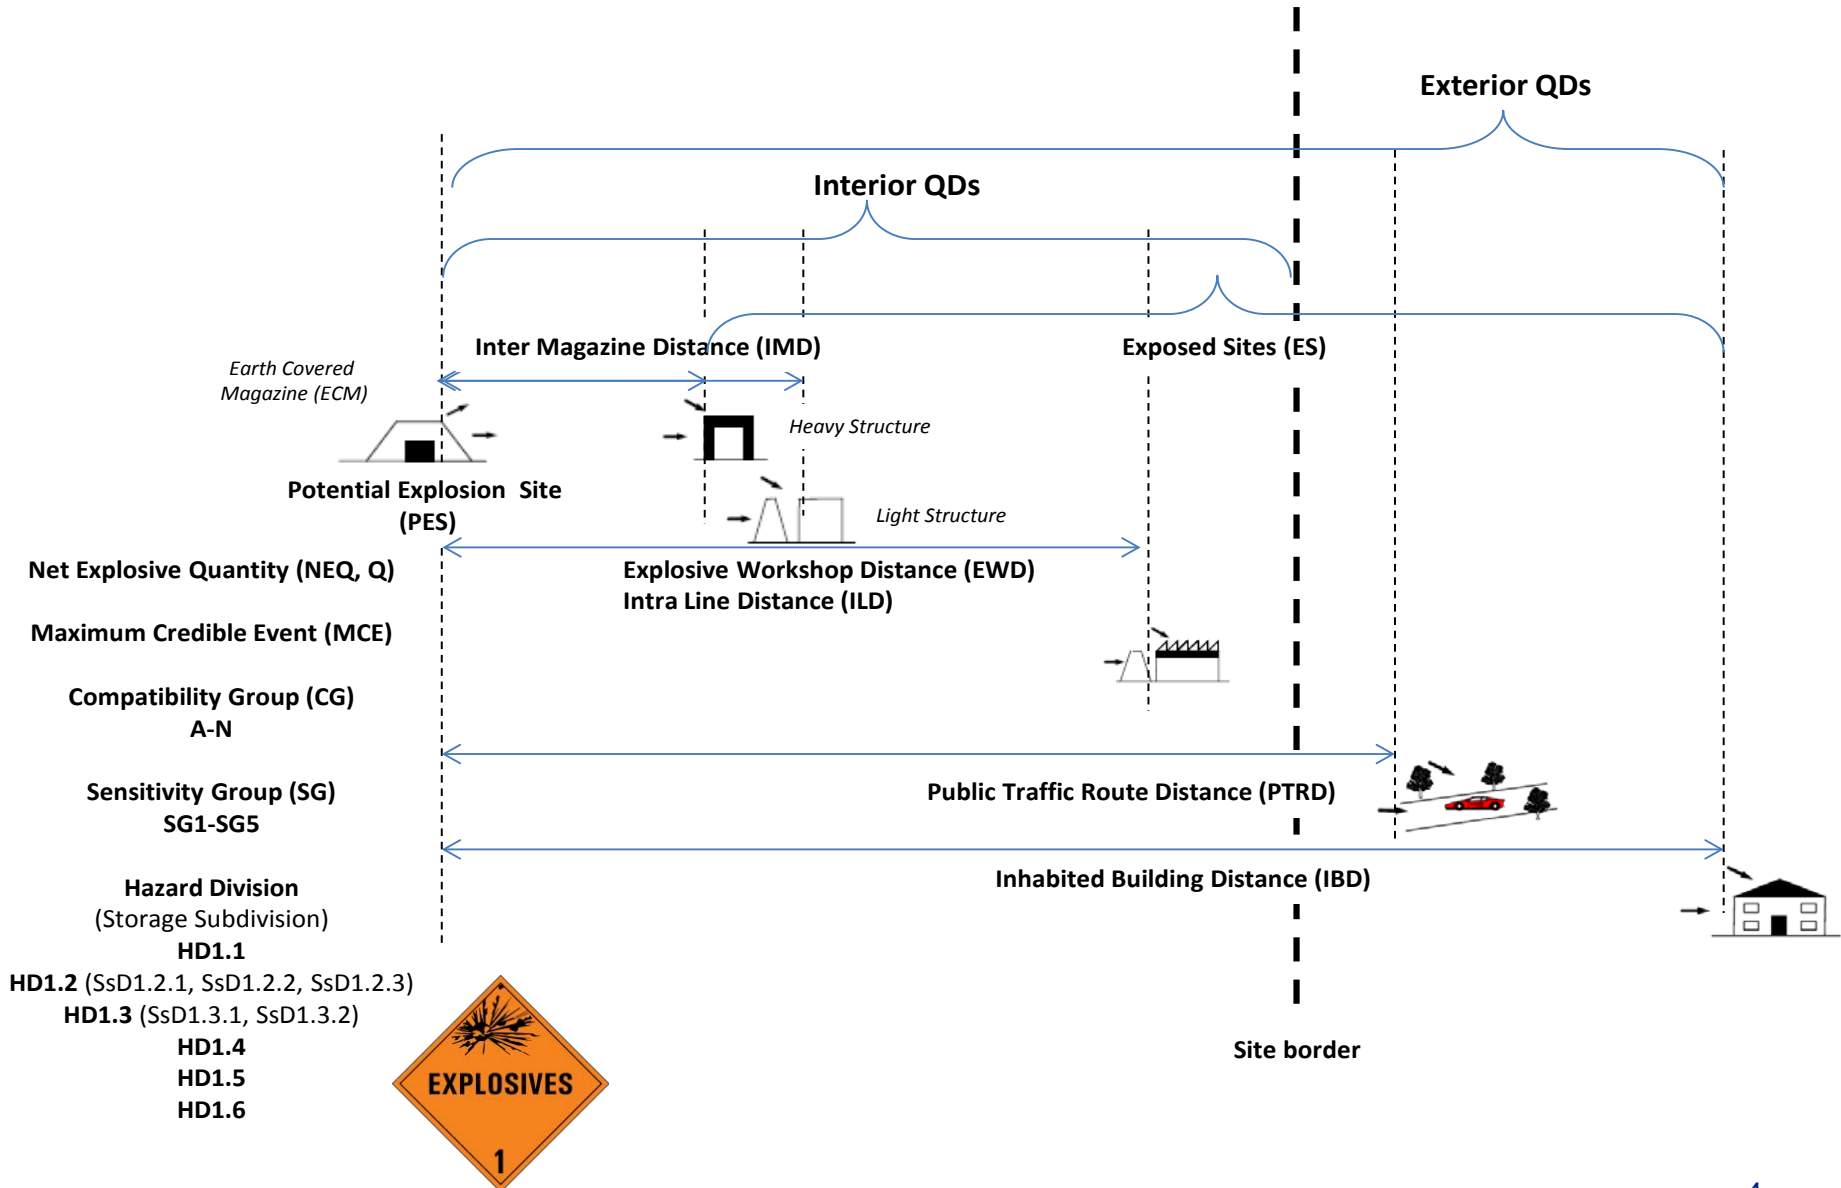 Exterior QDs
Interior QDs
Inter Magazine Distance (IMD)
Exposed Sites (ES)
Earth Covered
Magazine (ECM)
Heavy Structure
Potential Explosion Site
(PES)
Light Structure
Net Explosive Quantity (NEQ, Q)
Explosive Workshop Distance (EWD)
Intra Line Distance (ILD)
Maximum Credible Event (MCE)
Compatibility Group (CG)
A-N
Sensitivity Group (SG)
SG1-SG5
Public Traffic Route Distance (PTRD)
Inhabited Building Distance (IBD)
Hazard Division
(Storage Subdivision)
HD1.1
HD1.2 (SsD1.2.1, SsD1.2.2, SsD1.2.3)
HD1.3 (SsD1.3.1, SsD1.3.2)
HD1.4
HD1.5
HD1.6
EXPLOSIVES
1
Site border